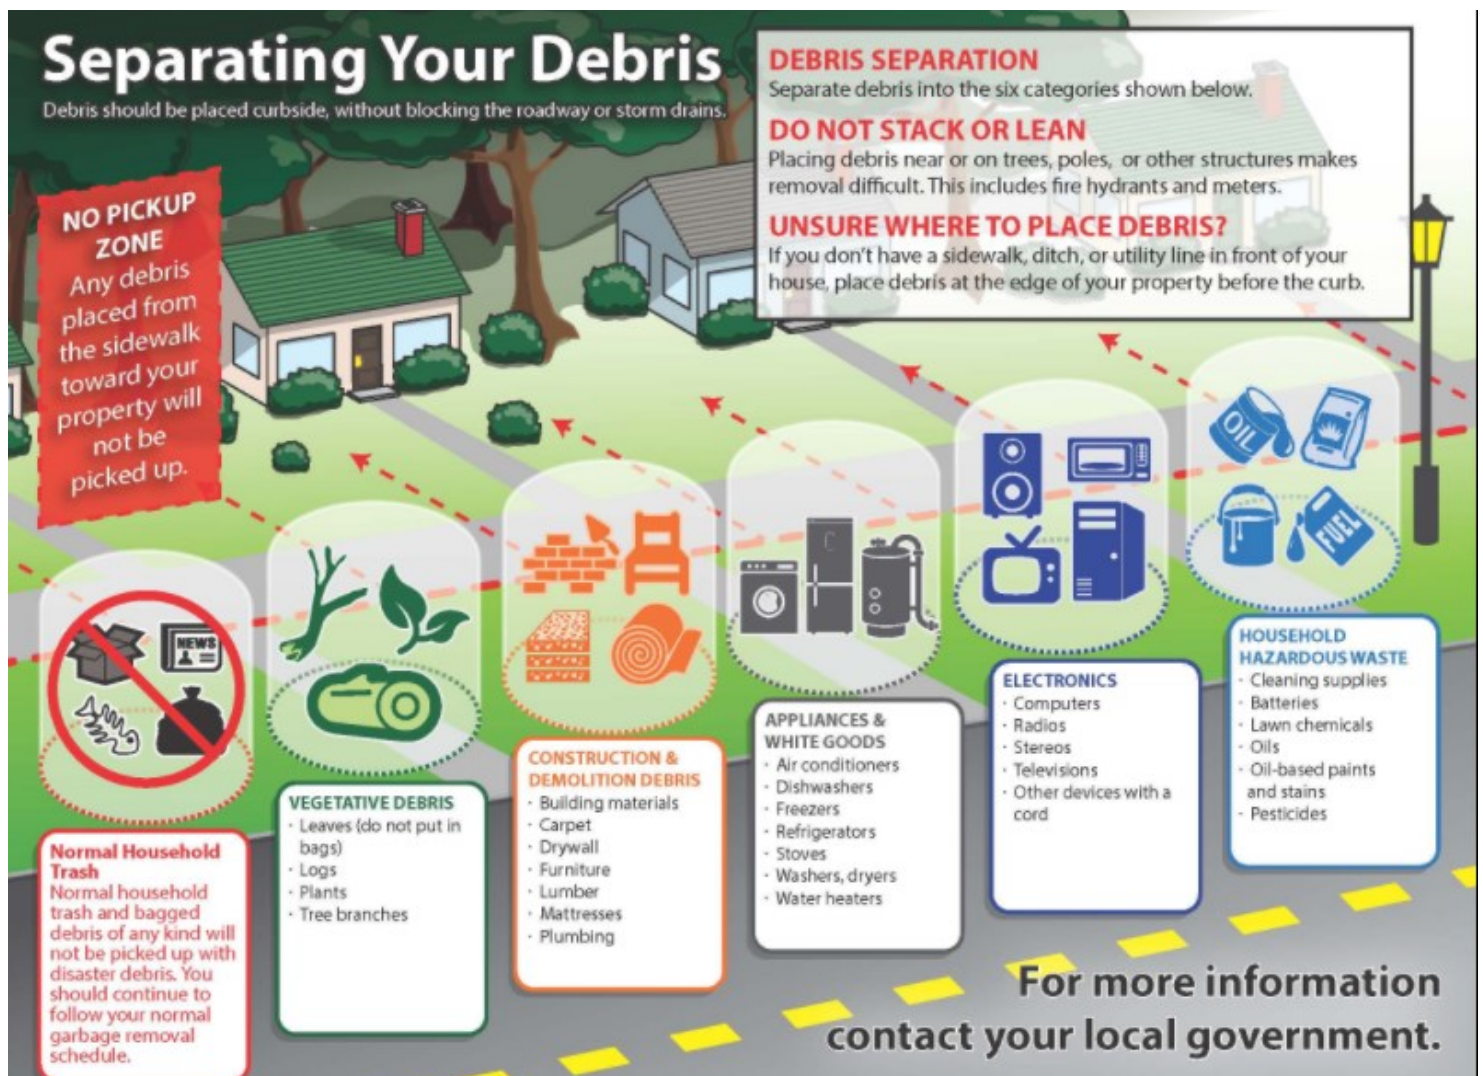 Separating Your Debris
Debris should be placed curbside, without blocking the roadway or storm drains.
DEBRIS SEPARATION
Separate debris into the six categories shown below.
DO NOT STACK OR LEAN
Placing debris near or on trees, poles, or other structures makes
removal difficult. This includes fire hydrants and meters.
UNSURE WHERE TO PLACE DEBRIS?
If you don't have a sidewalk, ditch, or utility line in front of your
house, place debris at the edge of your property before the curb.
NO PICKUP
ZONE
Any debris
placed from
the sidewalk
toward your
property will
not be
picked up.
NEWS
Normal Household
Trash
Normal household
trash and bagged
debris of any kind will
not be picked up with
disaster debris. You
should continue to
follow your normal
garbage removal
schedule.
VEGETATIVE DEBRIS
· Leaves (do not put in
bags)
· Logs
· Plants
· Tree branches
CONSTRUCTION &
DEMOLITION DEBRIS
· Building materials
· Carpet
· Drywall
· Furniture
· Lumber
· Mattresses
· Plumbing
APPLIANCES &
WHITE GOODS
· Air conditioners
· Dishwashers
· Freezers
· Refrigerators
· Stoves
· Washers, dryers
· Water heaters
ELECTRONICS
· Computers
· Radios
· Stereos
· Televisions
· Other devices with a
cord
OIL
FUEL
HOUSEHOLD
HAZARDOUS WASTE
· Cleaning supplies
· Batteries
· Lawn chemicals
· Oils
· Oil-based paints
and stains
· Pesticides
For more information
contact your local government.